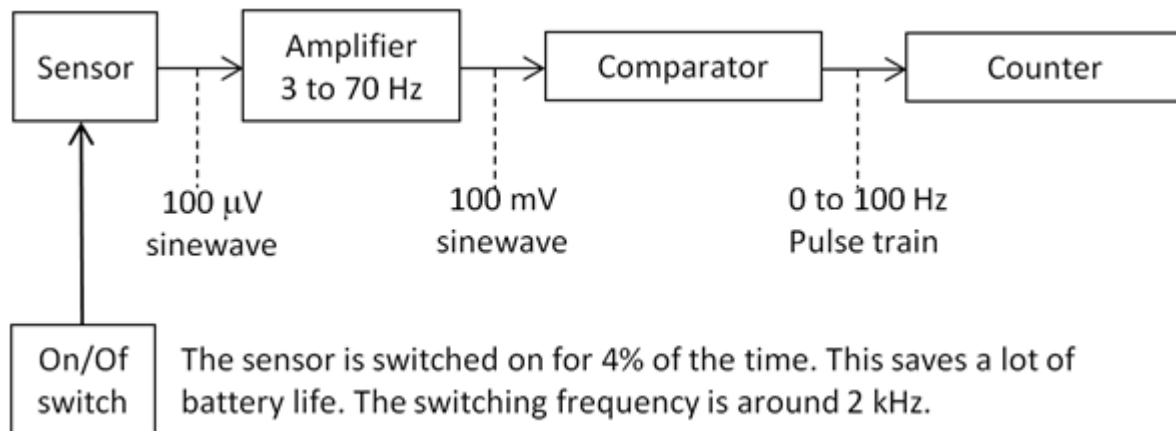 Sensor
Amplifier
3 to 70 Hz
Comparator
Counter
100 μV
sinewave
100 mV
sinewave
0 to 100 Hz
Pulse train
On/Of
switch
The sensor is switched on for 4% of the time. This saves a lot of
battery life. The switching frequency is around 2 kHz.